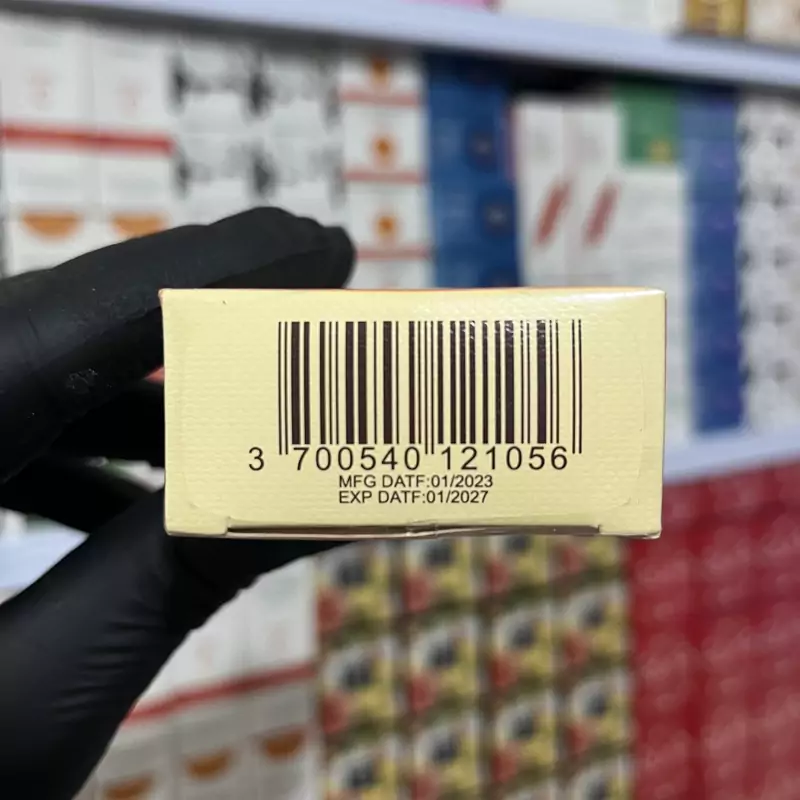 3 700540 121056
MFG DATF:01/2023
EXP DATF:01/2027